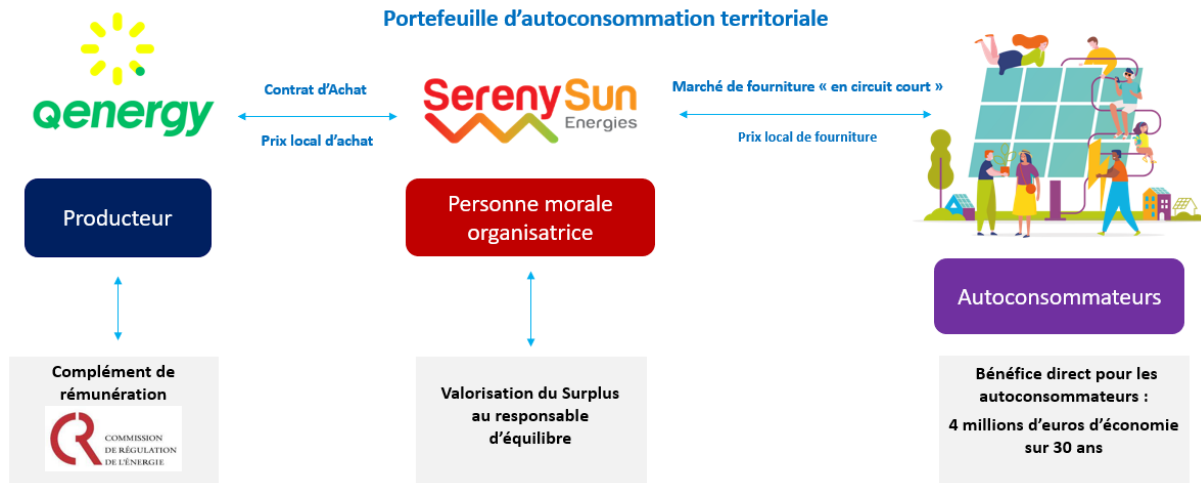 Portefeuille d’autoconsommation territoriale
qenergy
Contrat d’Achat
Prix local d’achat
SerenySun
Energies
Marché de fourniture « en circuit court »
Prix local de fourniture
Producteur
Personne morale
organisatrice
Autoconsommateurs
Complément de
rémunération
CR
COMMISSION
DE RÉGULATION
DE L'ÉNERGIE
Valorisation du Surplus
au responsable
d’équilibre
Bénéfice direct pour les
autoconsommateurs :
4 millions d’euros d’économie
sur 30 ans